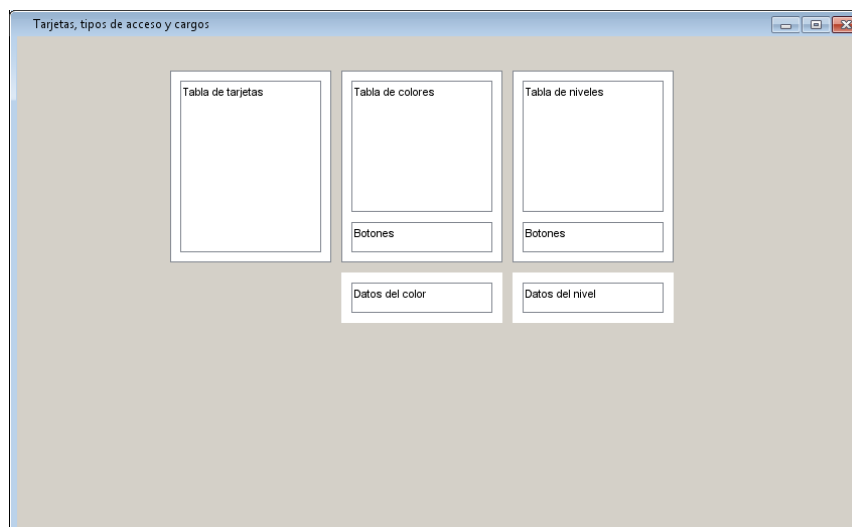 Tarjetas, tipos de acceso y cargos
Tabla de tarjetas
Tabla de colores
Tabla de niveles
Botones
Botones
Datos del color
Datos del nivel